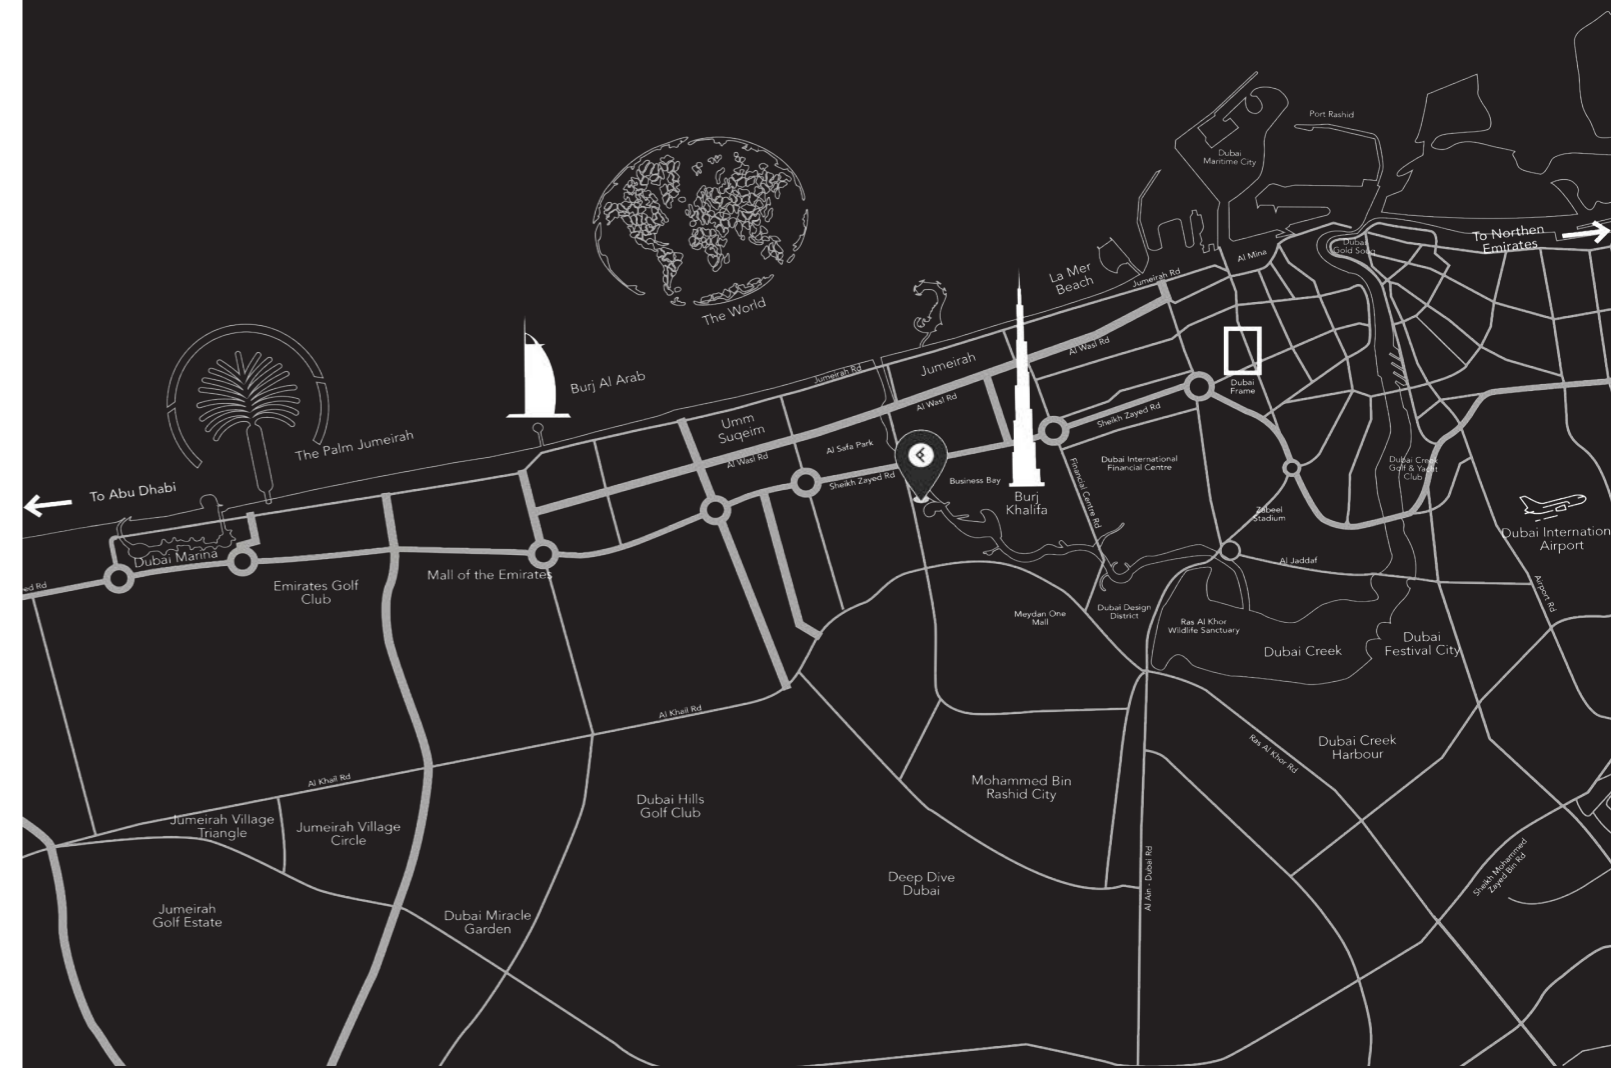 Port Rashid
Dubai
Maritime City
To Northen
Emirates
Dubai
Gold Souq
Al Mina
La Mer
Beach
Jumeirah Rd
The World
Al Wasl Rd
Jumeirah
Jumeirah Rd
Burj Al Arab
Dubai
Frame
Al Wasl Rd
Sheikh Zayed Rd
Umm
Suqeim
The Palm Jumeirah
Al Safa Park
Al Wasl Rd
Dubai International
Financial Centre
Dubai Creek
Golf & Yacht
Club
Sheikh Zayed Rd
Business Bay
Burj
Khalifa
Financial Centre Rd
To Abu Dhabi
Zabeel
Stadium
Dubai Internation
Airport
Dubai Marina
Al Jaddaf
Mall of the Emirates
Emirates Golf
Club
ed Rd
Airport Rd
Meydan One
Mall
Dubai Design
District
Ras Al Khor
Wildlife Sanctuary
Dubai Creek
Dubai
Festival City
Al Khail Rd
Ras Al Khor Rd
Dubai Creek
Harbour
Al Khail Rd
Mohammed Bin
Rashid City
Dubai Hills
Golf Club
Jumeirah Village
Triangle
Jumeirah Village
Circle
Sheikh Mohammed
Zayed Bin Rd
Al Ain - Dubai Rd
Deep Dive
Dubai
Jumeirah
Golf Estate
Dubai Miracle
Garden